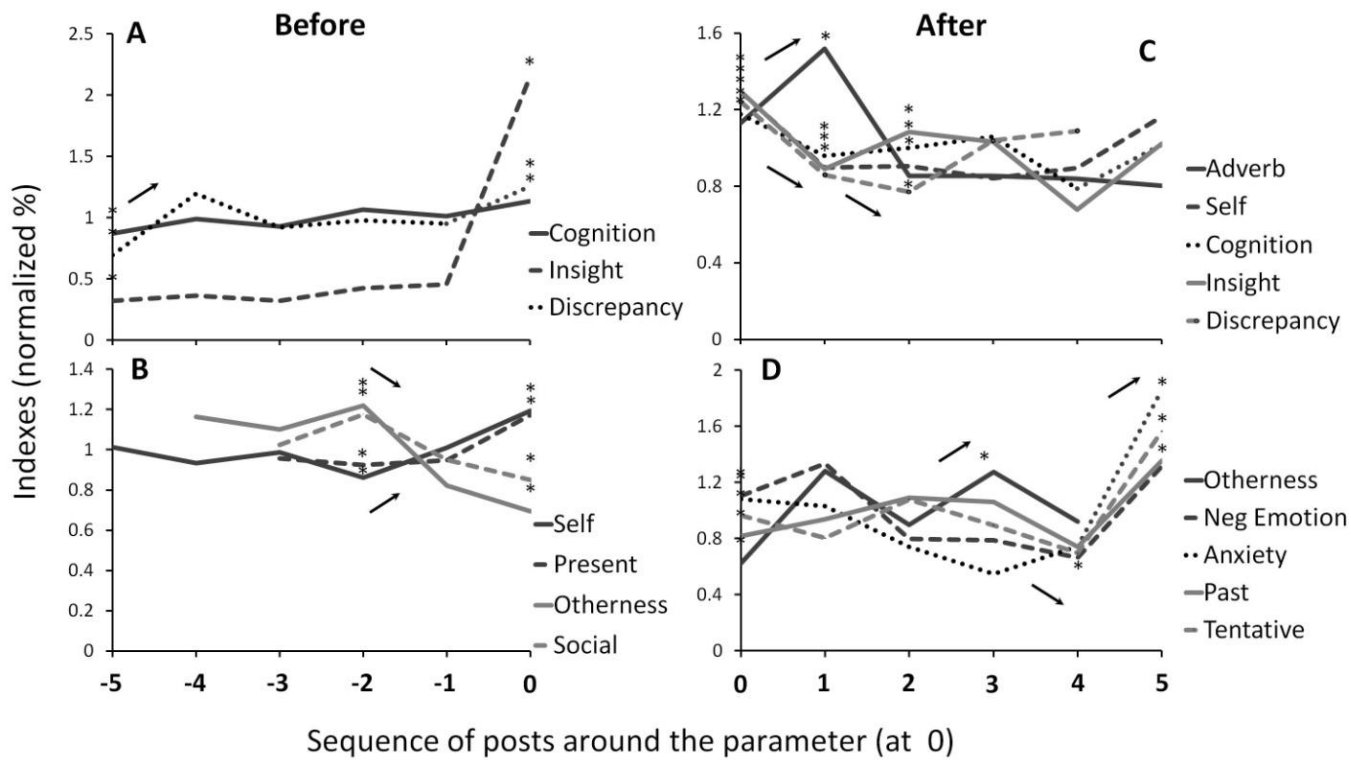 Before
After
Indexes (normalized %)
A
2.5
2
1.5
1
0.5
0
* * * * * *
Cognition
Insight
Discrepancy
B
1.4
1.2
1
0.8
0.6
0.4
0.2
0
* * * * * * * *
Self
Present
Otherness
Social
-5 -4 -3 -2 -1 0
C
1.6
1.2
0.8
0.4
0
* * * * * * * * * * * * *
Adverb
Self
Cognition
Insight
Discrepancy
D
2
1.6
1.2
0.8
0.4
0
* * * * * * * * * *
Otherness
Neg Emotion
Anxiety
Past
Tentative
0 1 2 3 4 5
Sequence of posts around the parameter (at 0)